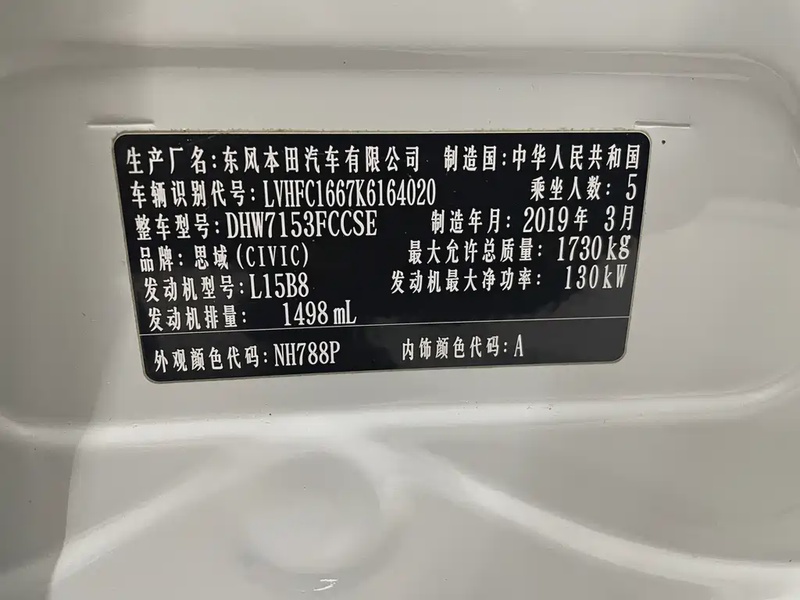 生产厂名:东风本田汽车有限公司 制造国:中华人民共和国
车辆识别代号:LVHFC1667K6164020 乘坐人数:5
整车型号:DHW7153FCCSE 制造年月:2019年 3月
品牌:思域(CIVIC) 最大允许总质量:1730kg
发动机型号:L15B8 发动机最大净功率: 130kW
发动机排量: 1498mL
外观颜色代码:NH788P 内饰颜色代码:A